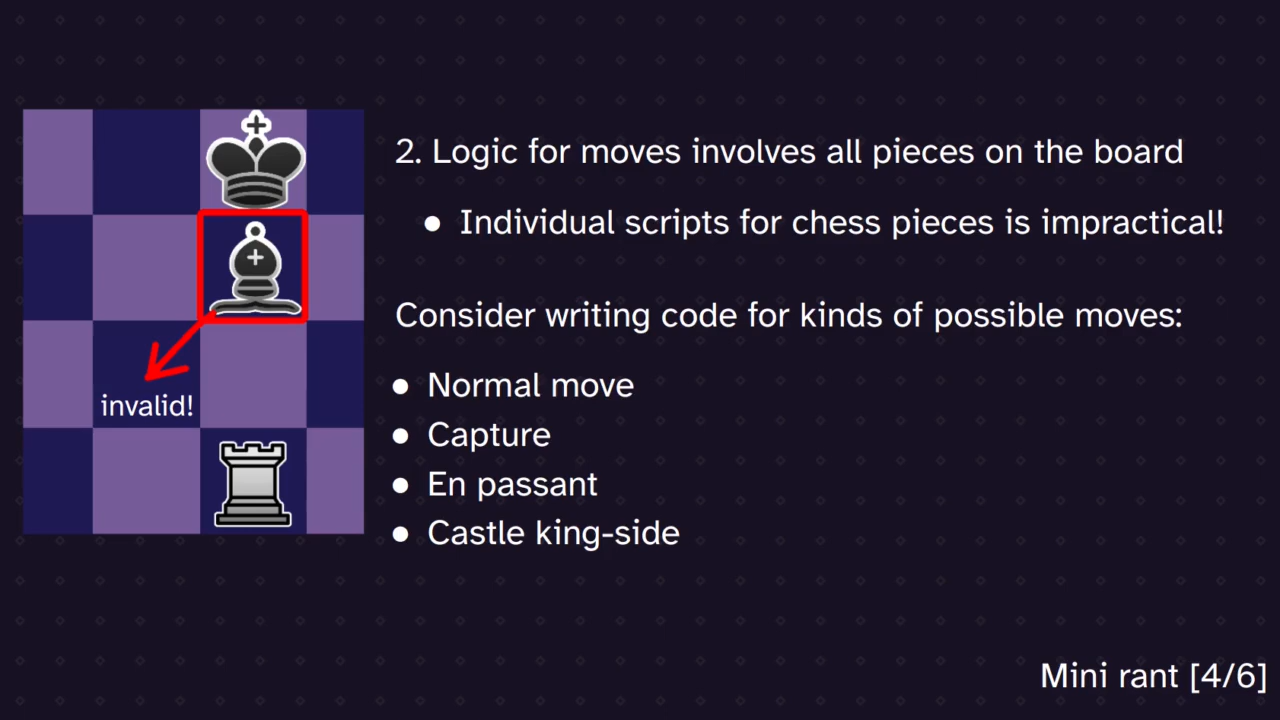 2. Logic for moves involves all pieces on the board
● Individual scripts for chess pieces is impractical!
Consider writing code for kinds of possible moves:
● Normal move
● Capture
● En passant
● Castle king-side
invalid!
Mini rant [4/6]